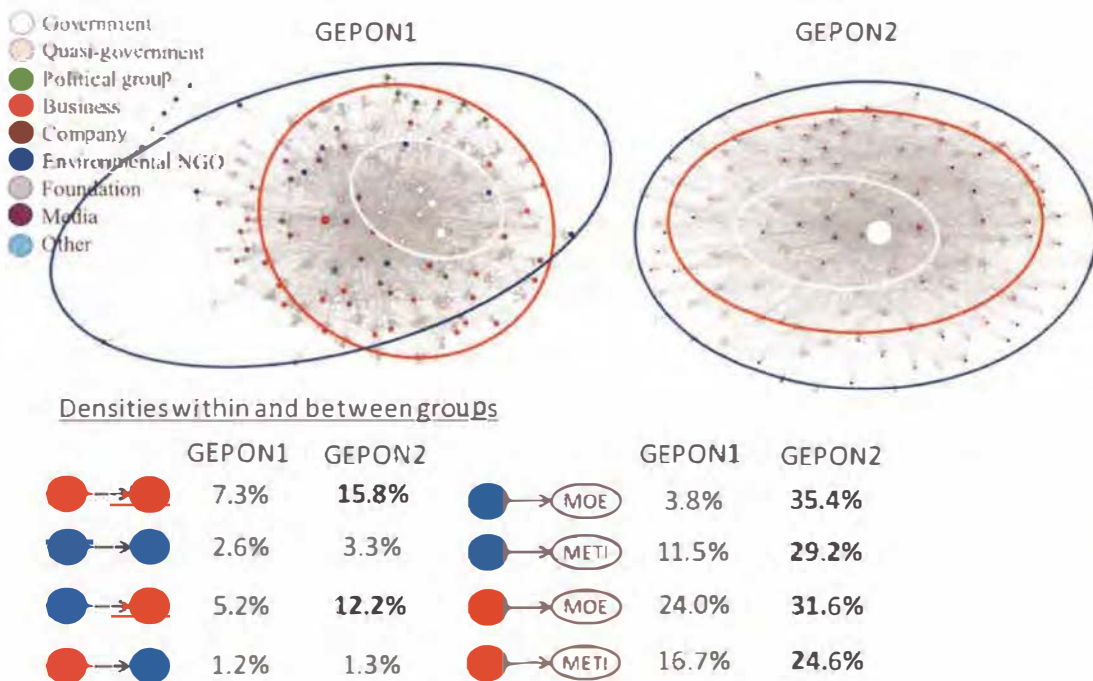 GEPON1
GEPON2
Government
Quasi-government
Political group
Business
Company
Environmental NGO
Foundation
Media
Other
Densities within and between groups
GEPON1 GEPON2 GEPON1 GEPON2
7.3% 15.8% MOE 3.8% 35.4%
2.6% 3.3% METI 11.5% 29.2%
5.2% 12.2% MOE 24.0% 31.6%
1.2% 1.3% METI 16.7% 24.6%